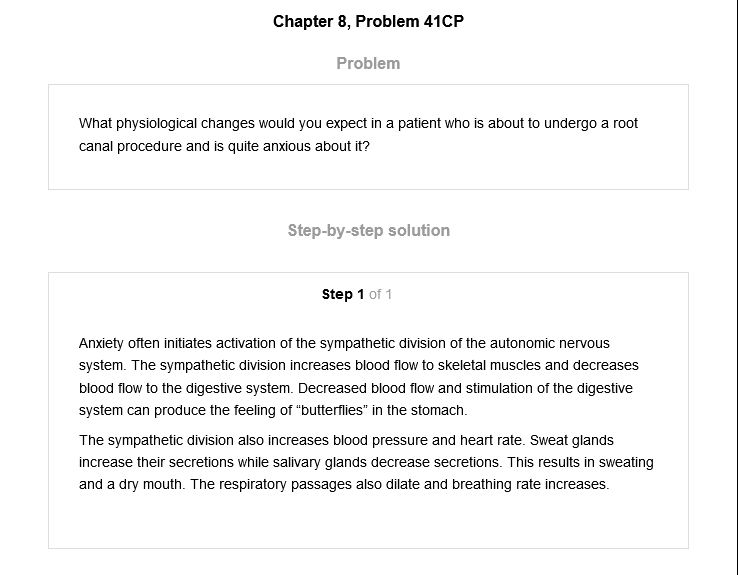 Chapter 8, Problem 41CP
Problem
What physiological changes would you expect in a patient who is about to undergo a root
canal procedure and is quite anxious about it?
Step-by-step solution
Step 1 of 1
Anxiety often initiates activation of the sympathetic division of the autonomic nervous
system. The sympathetic division increases blood flow to skeletal muscles and decreases
blood flow to the digestive system. Decreased blood flow and stimulation of the digestive
system can produce the feeling of “butterflies” in the stomach.
The sympathetic division also increases blood pressure and heart rate. Sweat glands
increase their secretions while salivary glands decrease secretions. This results in sweating
and a dry mouth. The respiratory passages also dilate and breathing rate increases.